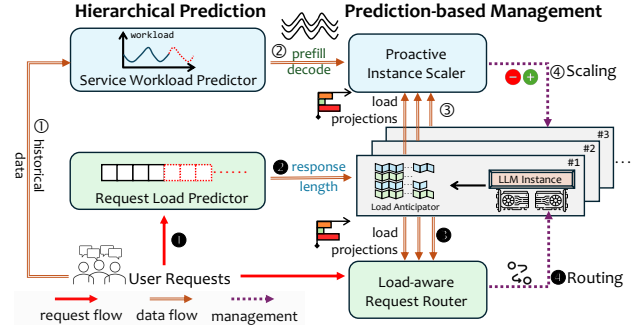 Hierarchical Prediction
Prediction-based Management
workload
Service Workload Predictor
② prefill
decode
Proactive
Instance Scaler
④ Scaling
① historical
data
load
projections
③
#3
#2
#1
...
Request Load Predictor
❷ response
length
Load Anticipator
LLM Instance
❶
load
projections
❸
User Requests
Load-aware
Request Router
❹ Routing
request flow
data flow
management